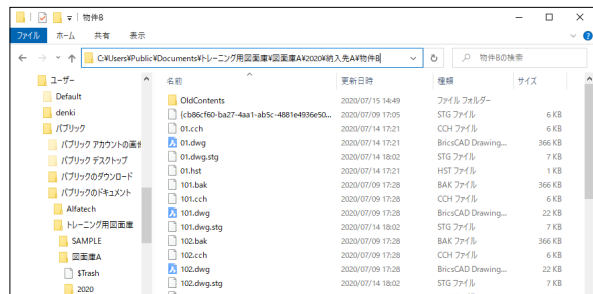 物件B
ファイル ホーム 共有 表示
C:¥Users¥Public¥Documents¥トレーニング用図面庫¥図面庫A¥2020¥納入先A¥物件B 物件Bの検索
ユーザー
Default
denki
パブリック
パブリック アカウントの画像
パブリック デスクトップ
パブリックのダウンロード
パブリックのドキュメント
Alfatech
トレーニング用図面庫
SAMPLE
図面庫A
$Trash
2020
名前 更新日時 種類 サイズ
OldContents 2020/07/15 14:49 ファイル フォルダー
{cb86cf60-ba27-4aa1-ab5c-4881e4936e50... 2020/07/09 17:05 STG ファイル 6 KB
01.cch 2020/07/14 17:21 CCH ファイル 6 KB
01.dwg 2020/07/14 17:21 BricsCAD Drawing... 366 KB
01.dwg.stg 2020/07/14 18:02 STG ファイル 7 KB
01.hst 2020/07/14 17:21 HST ファイル 1 KB
101.bak 2020/07/09 17:28 BAK ファイル 366 KB
101.cch 2020/07/09 17:28 CCH ファイル 6 KB
101.dwg 2020/07/09 17:28 BricsCAD Drawing... 22 KB
101.dwg.stg 2020/07/14 18:02 STG ファイル 7 KB
102.bak 2020/07/09 17:28 BAK ファイル 366 KB
102.cch 2020/07/09 17:28 CCH ファイル 6 KB
102.dwg 2020/07/09 17:28 BricsCAD Drawing... 22 KB
102.dwg.stg 2020/07/14 18:02 STG ファイル 7 KB